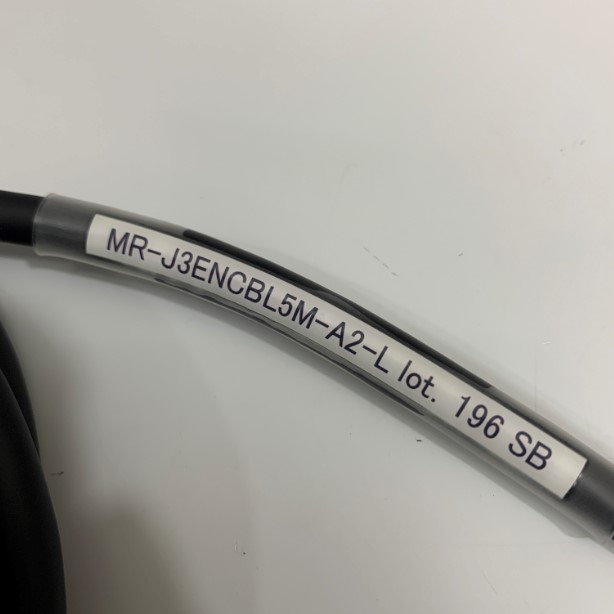 MR-J3ENCBL5M-A2-L lot. 196 SB